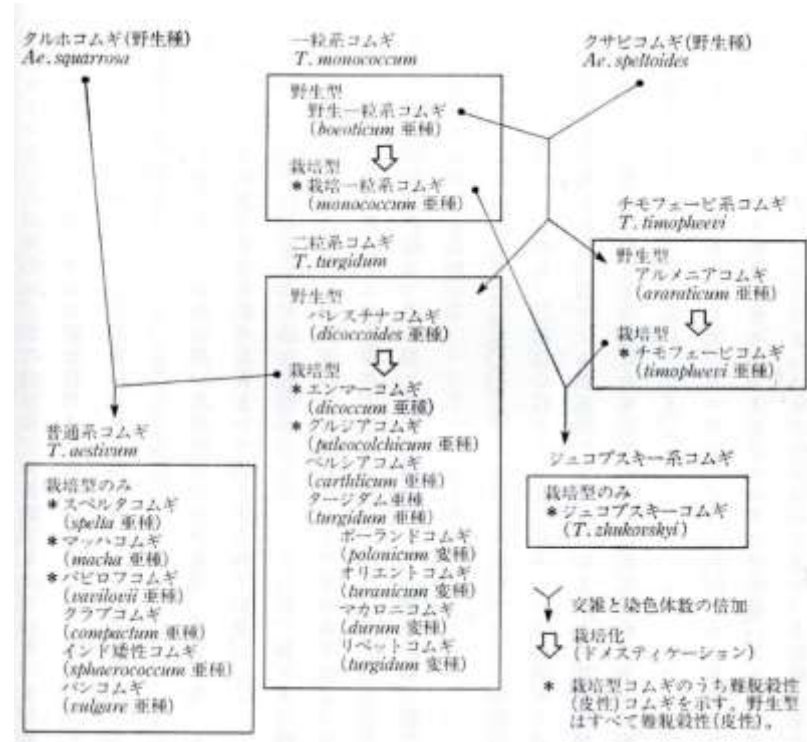 タルホコムギ(野生種)
Ae. squarrosa
一粒系コムギ
T. monococcum
クサビコムギ(野生種)
Ae. speltoides
野生型
野生一粒系コムギ
(boeoticum 亜種)
栽培型
* 栽培一粒系コムギ
(monococcum 亜種)
チモフェービ系コムギ
T. timopheevi
野生型
アルメニアコムギ
(araraticum 亜種)
栽培型
* チモフェービコムギ
(timopheevi 亜種)
二粒系コムギ
T. turgidum
野生型
パレスチナコムギ
(dicoccoides 亜種)
栽培型
* エンマーコムギ
(dicoccum 亜種)
* グルジアコムギ
(paleocolchicum 亜種)
ペルシアコムギ
(carthlicum 亜種)
タージダム亜種
(turgidum 亜種)
ポーランドコムギ
(polonicum 変種)
オリエントコムギ
(turanicum 変種)
マカロニコムギ
(durum 変種)
リベットコムギ
(turgidum 変種)
普通系コムギ
T. aestivum
栽培型のみ
* スペルタコムギ
(spelta 亜種)
* マッハコムギ
(macha 亜種)
* バビロフコムギ
(vavilovii 亜種)
クラブコムギ
(compactum 亜種)
インド矮性コムギ
(sphaerococcum 亜種)
パンコムギ
(vulgare 亜種)
ジュコブスキー系コムギ
栽培型のみ
* ジュコブスキーコムギ
(T. zhukovskyi)
交雑と染色体数の倍加
栽培化
(ドメスティケーション)
* 栽培型コムギのうち難脱穀性
(皮性)コムギを示す。野生型
はすべて難脱穀性(皮性)。